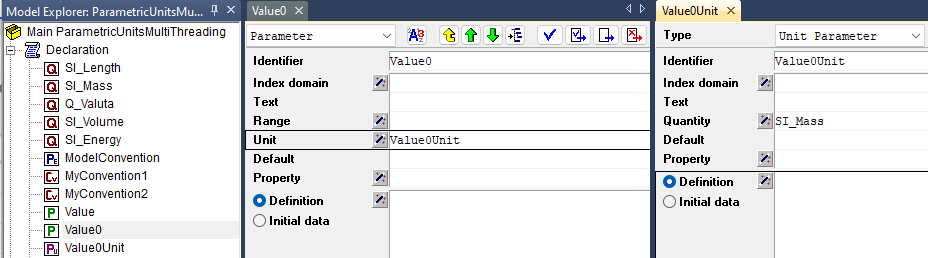 Model Explorer: ParametricUnitsMu...
Main ParametricUnitsMultiThreading
Declaration
SI_Length
SI_Mass
Q_Valuta
SI_Volume
SI_Energy
ModelConvention
MyConvention1
MyConvention2
Value
Value0
Value0Unit
Value0
Parameter
Identifier Value0
Index domain
Text
Range
Unit Value0Unit
Default
Property
Definition
Initial data
Value0Unit
Type Unit Parameter
Identifier Value0Unit
Index domain
Text
Quantity SI_Mass
Default
Property
Definition
Initial data